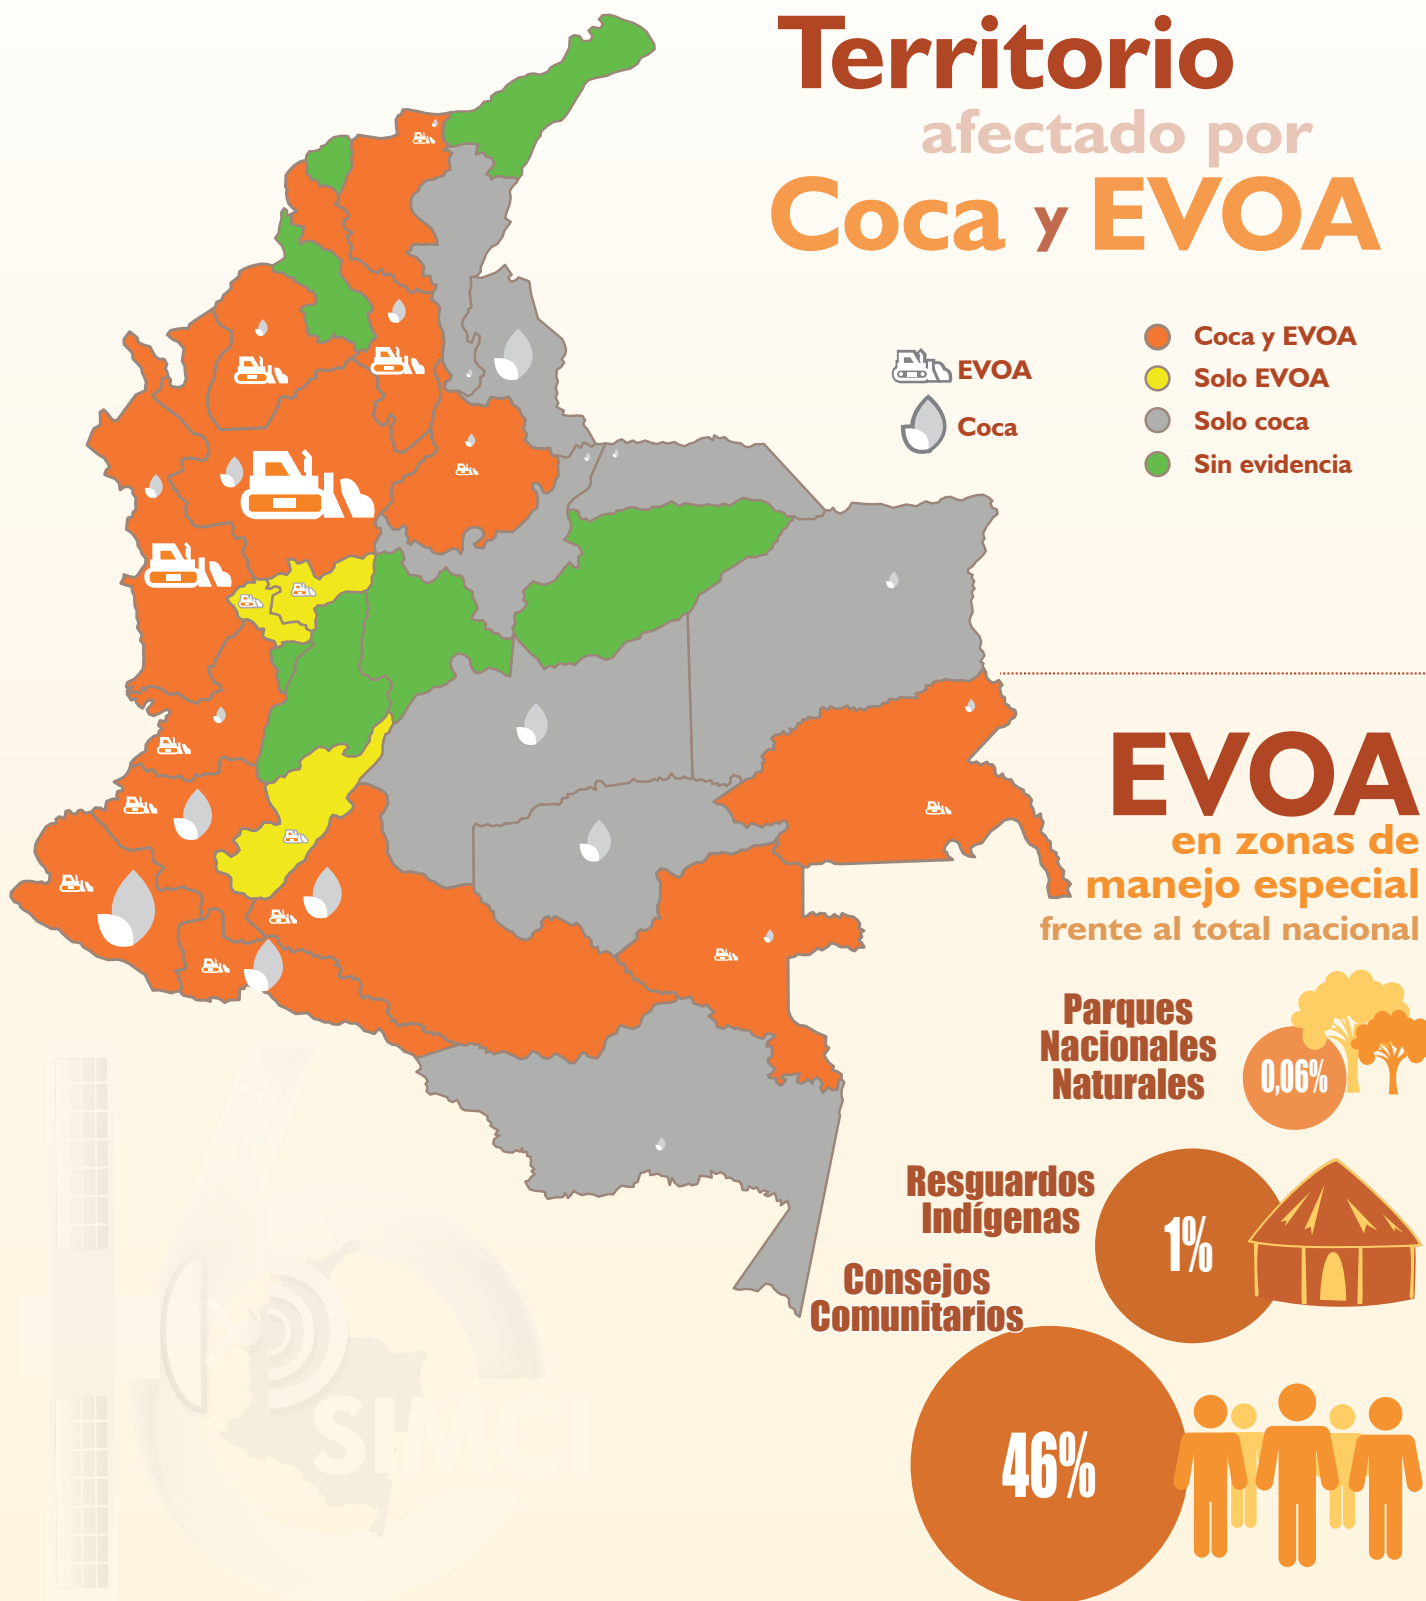 Territorio
afectado por
Coca y EVOA
EVOA
Coca
Coca y EVOA
Solo EVOA
Solo coca
Sin evidencia
EVOA
en zonas de
manejo especial
frente al total nacional
Parques
Nacionales
Naturales
0,06%
Resguardos
Indígenas
1%
Consejos
Comunitarios
46%
SIMCI